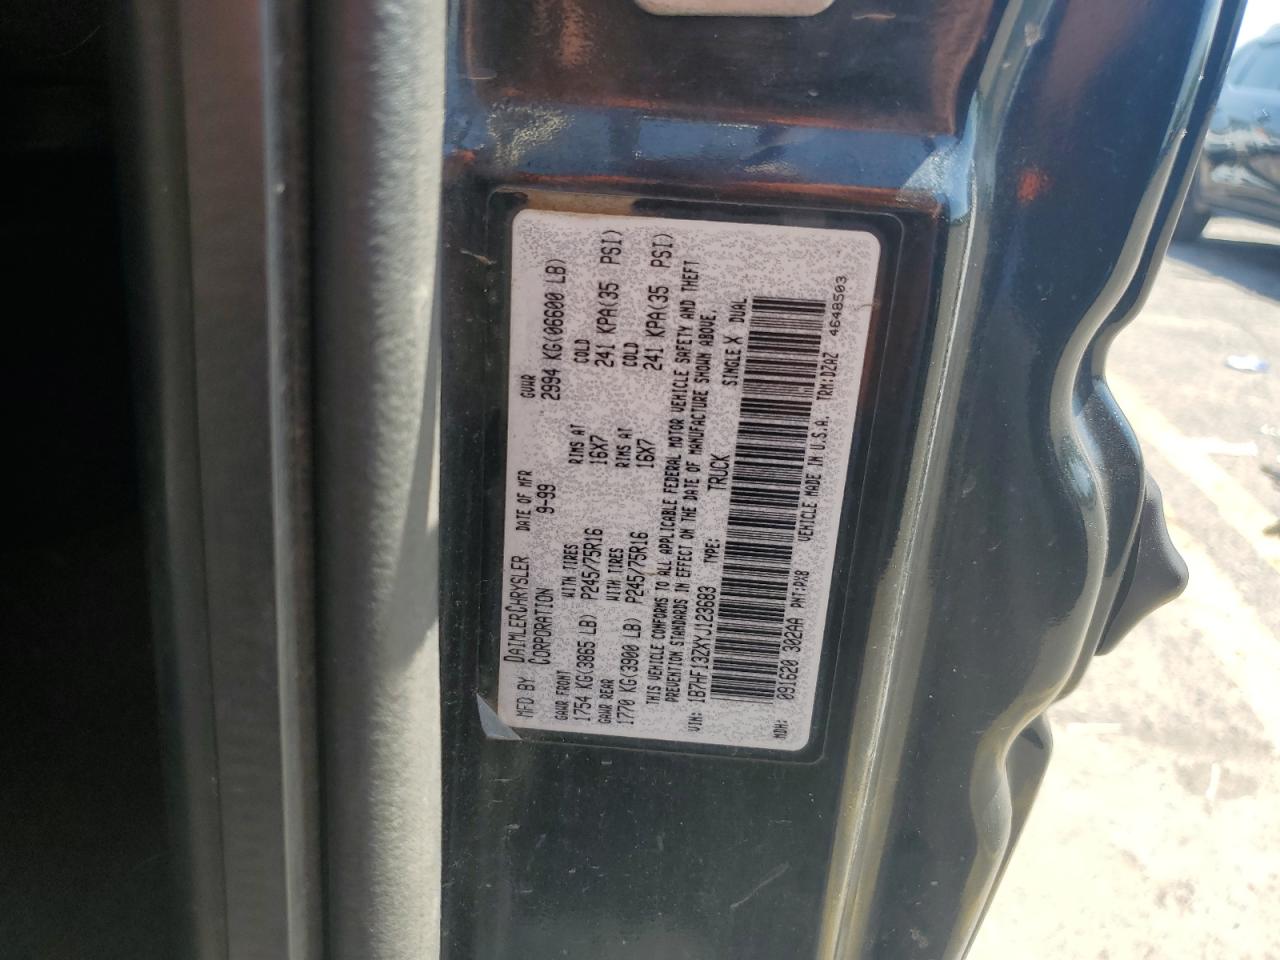 MFD BY DAIMLERCHRYSLER CORPORATION
DATE OF MFR 9-99
GVWR 2994 KG(06600 LB)
GAWR FRONT 1754 KG(3865 LB)
WITH TIRES P245/75R16
RIMS AT 16X7
COLD 241 KPA(35 PSI)
GAWR REAR 1770 KG(3900 LB)
WITH TIRES P245/75R16
RIMS AT 16X7
COLD 241 KPA(35 PSI)
THIS VEHICLE CONFORMS TO ALL APPLICABLE FEDERAL MOTOR VEHICLE SAFETY AND THEFT
PREVENTION STANDARDS IN EFFECT ON THE DATE OF MANUFACTURE SHOWN ABOVE.
VIN: 1B7HF13ZXYJ123683 TYPE: TRUCK SINGLE X DUAL
MDH: 091620 302AA PNT:PX8 VEHICLE MADE IN U.S.A. TRM:DZAZ 4648503